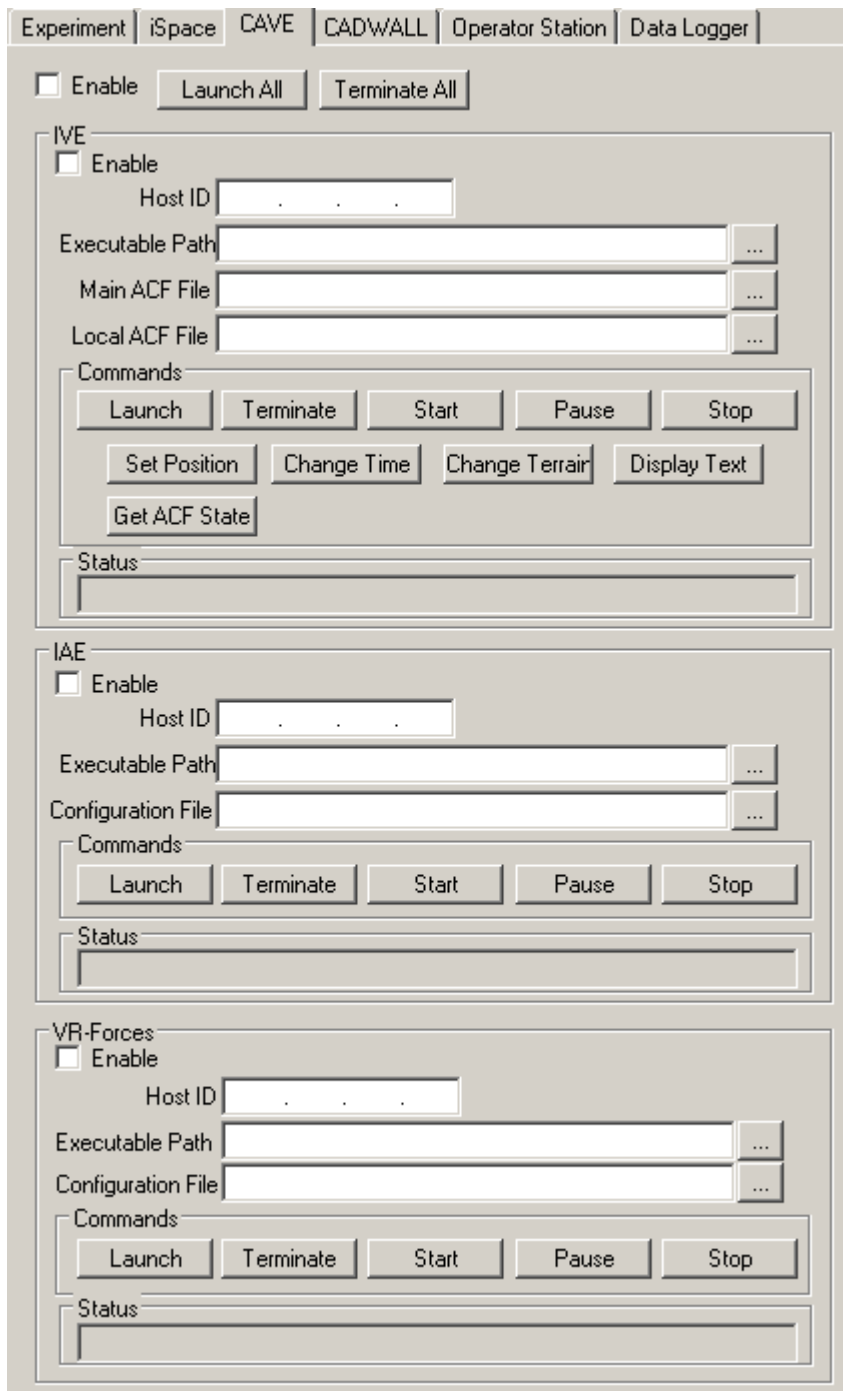 Experiment iSpace CAVE CADWALL Operator Station Data Logger
Enable Launch All Terminate All
IVE
Enable
Host ID . . .
Executable Path ...
Main ACF File ...
Local ACF File ...
Commands
Launch Terminate Start Pause Stop
Set Position Change Time Change Terrain Display Text
Get ACF State
Status
IAE
Enable
Host ID . . .
Executable Path ...
Configuration File ...
Commands
Launch Terminate Start Pause Stop
Status
VR-Forces
Enable
Host ID . . .
Executable Path ...
Configuration File ...
Commands
Launch Terminate Start Pause Stop
Status